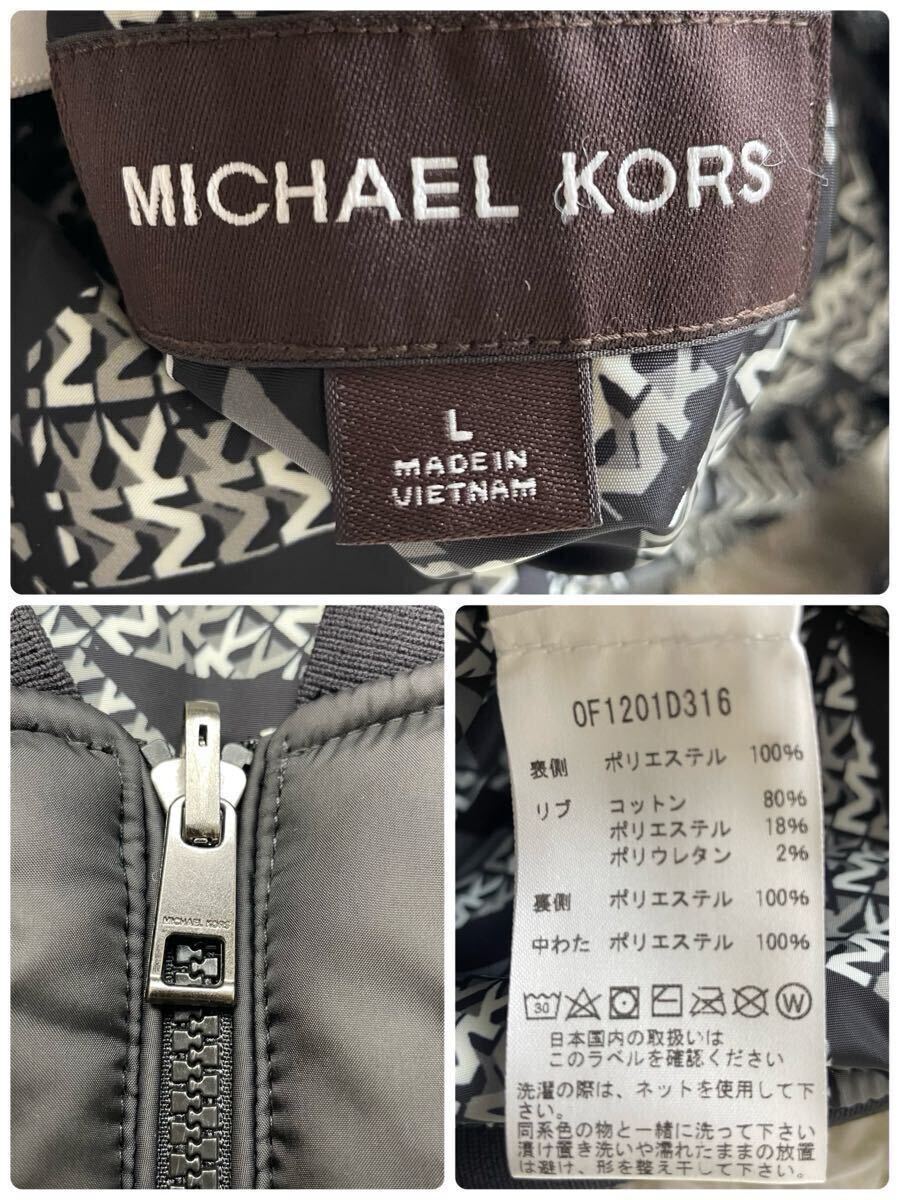 MICHAEL KORS
L
MADE IN
VIETNAM
MICHAEL KORS
OF1201D316
表側 ポリエステル 100%
リブ コットン 80%
ポリエステル 18%
ポリウレタン 2%
裏側 ポリエステル 100%
中わた ポリエステル 100%
30
W
日本国内の取扱いは
このラベルを確認ください
洗濯の際は、ネットを使用して下
さい。
同系色の物と一緒に洗って下さい
漬け置き洗いや濡れたままの放置
は避け、形を整え干して下さい。